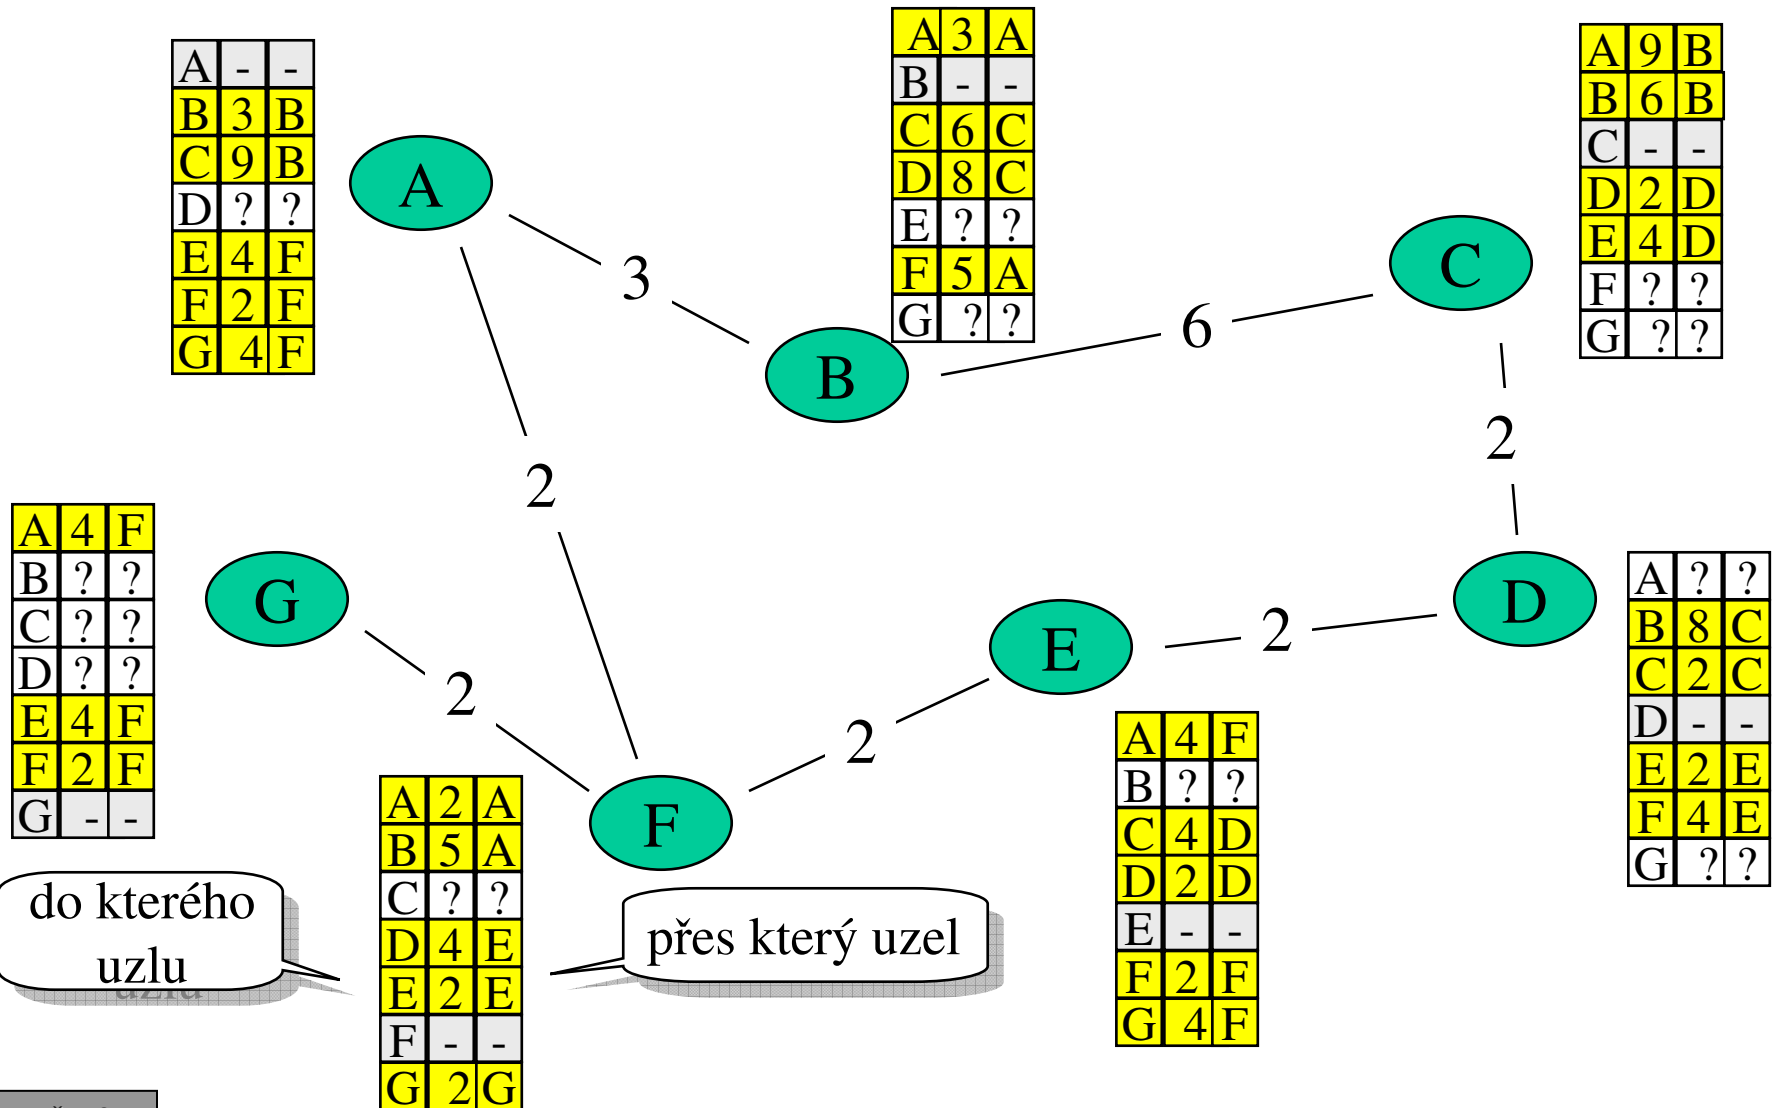 A - -
B 3 B
C 9 B
D ? ?
E 4 F
F 2 F
G 4 F
A
A 3 A
B - -
C 6 C
D 8 C
E ? ?
F 5 A
G ? ?
B
A 9 B
B 6 B
C - -
D 2 D
E 4 D
F ? ?
G ? ?
C
3
6
2
2
A 4 F
B ? ?
C ? ?
D ? ?
E 4 F
F 2 F
G - -
G
2
E
2
D
A ? ?
B 8 C
C 2 C
D - -
E 2 E
F 4 E
G ? ?
2
F
A 2 A
B 5 A
C ? ?
D 4 E
E 2 E
F - -
G 2 G
A 4 F
B ? ?
C 4 D
D 2 D
E - -
F 2 F
G 4 F
do kterého
uzlu
přes který uzel